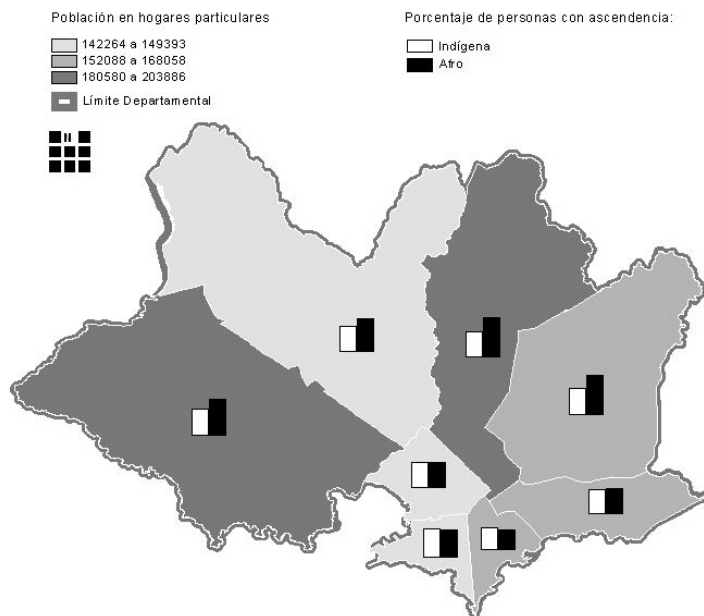 Población en hogares particulares
142264 a 149393
152088 a 168058
180580 a 203886
Límite Departamental
N
Porcentaje de personas con ascendencia:
Indígena
Afro